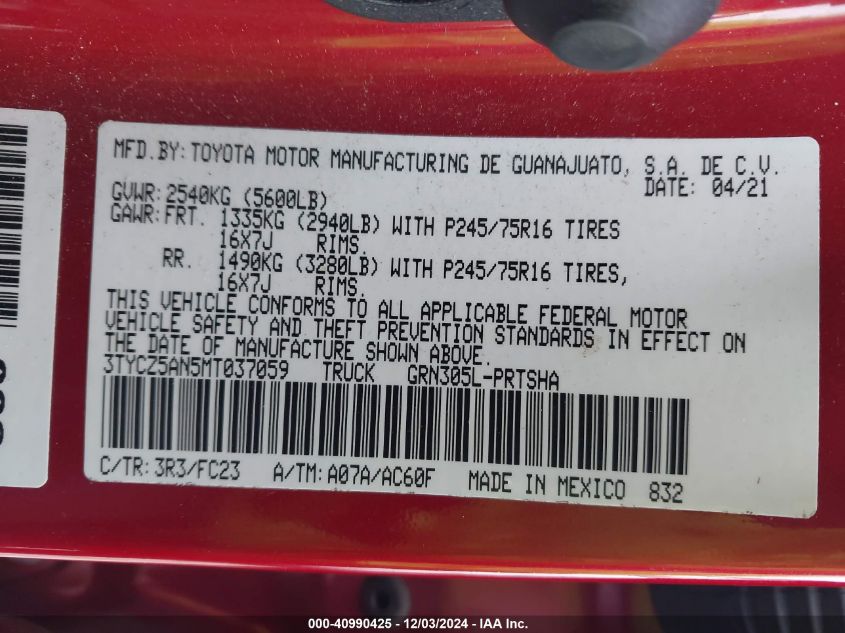 MFD.BY: TOYOTA MOTOR MANUFACTURING DE GUANAJUATO, S.A. DE C.V.
DATE: 04/21
GVWR: 2540KG (5600LB)
GAWR: FRT. 1335KG (2940LB) WITH P245/75R16 TIRES
16X7J RIMS.
RR. 1490KG (3280LB) WITH P245/75R16 TIRES,
16X7J RIMS.
THIS VEHICLE CONFORMS TO ALL APPLICABLE FEDERAL MOTOR
VEHICLE SAFETY AND THEFT PREVENTION STANDARDS IN EFFECT ON
THE DATE OF MANUFACTURE SHOWN ABOVE.
3TYCZ5AN5MT037059 TRUCK GRN305L-PRTSHA
C/TR: 3R3/FC23 A/TM: A07A/AC60F MADE IN MEXICO 832
000-40990425 - 12/03/2024 - IAA Inc.